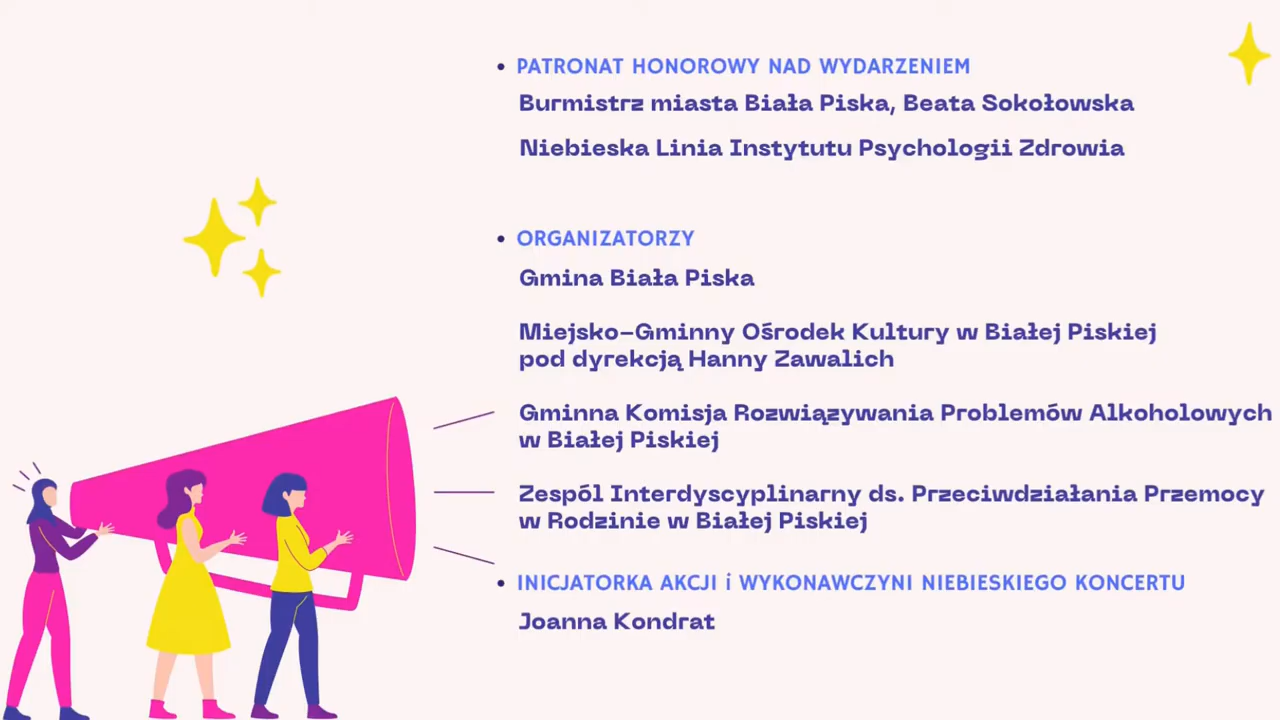 • PATRONAT HONOROWY NAD WYDARZENIEM
Burmistrz miasta Biała Piska, Beata Sokołowska
Niebieska Linia Instytutu Psychologii Zdrowia
• ORGANIZATORZY
Gmina Biała Piska
Miejsko-Gminny Ośrodek Kultury w Białej Piskiej
pod dyrekcją Hanny Zawalich
Gminna Komisja Rozwiązywania Problemów Alkoholowych
w Białej Piskiej
Zespól Interdyscyplinarny ds. Przeciwdziałania Przemocy
w Rodzinie w Białej Piskiej
• INICJATORKA AKCJI i WYKONAWCZYNI NIEBIESKIEGO KONCERTU
Joanna Kondrat